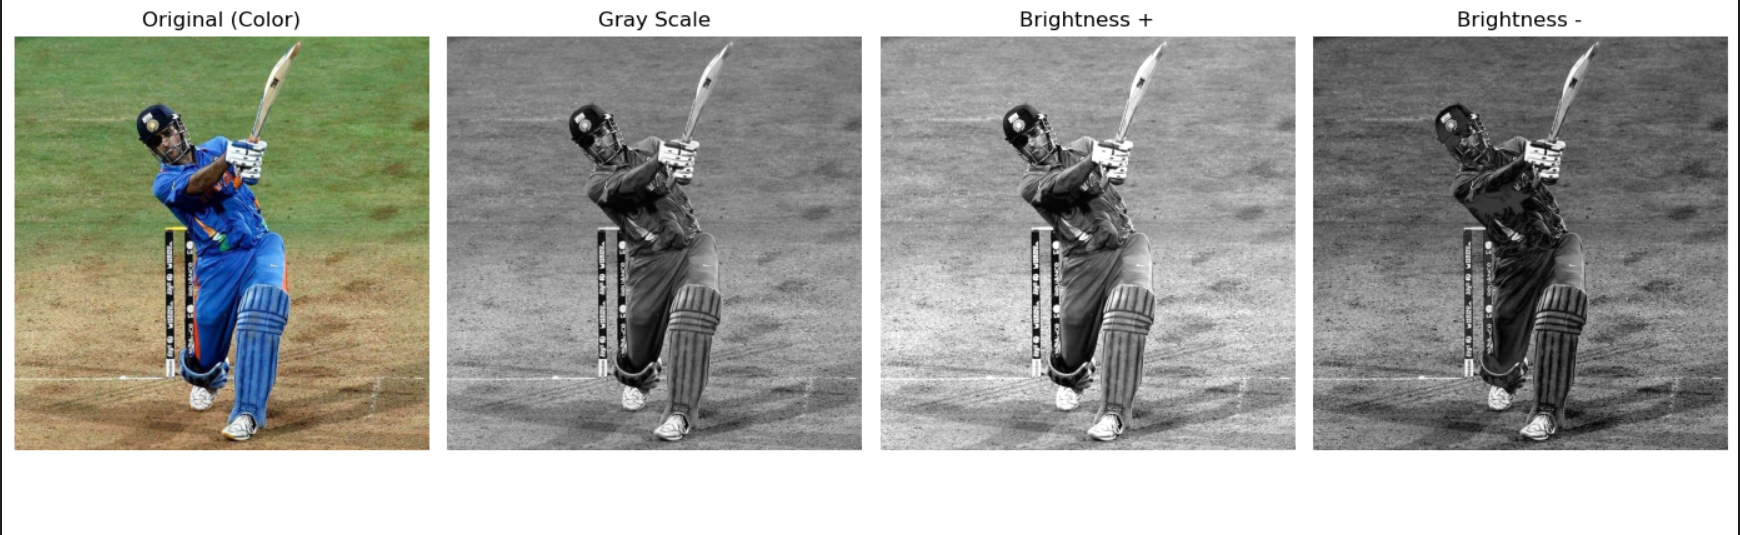 Original (Color)
Gray Scale
Brightness +
Brightness -